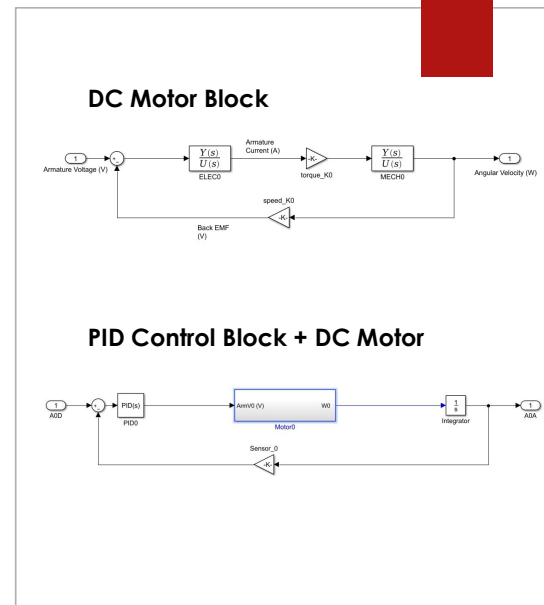 DC Motor Block
1
Armature Voltage (V)
+
-
Y(s)
U(s)
ELEC0
Armature
Current (A)
-K-
torque_K0
Y(s)
U(s)
MECH0
1
Angular Velocity (W)
speed_K0
-K-
Back EMF
(V)
PID Control Block + DC Motor
1
A0D
+
-
PID(s)
PID0
ArmV0 (V)
W0
Motor0
1
s
Integrator
1
A0A
Sensor_0
-K-